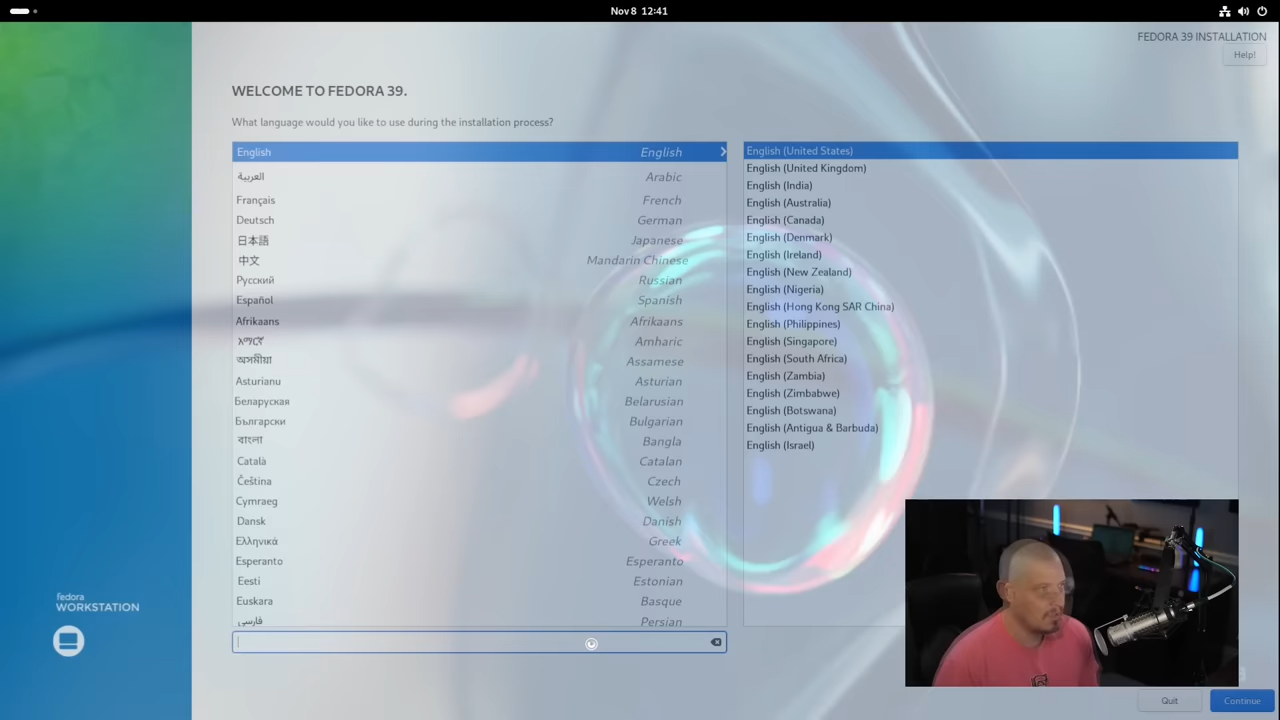 Nov 8 12:41
FEDORA 39 INSTALLATION
Help!
WELCOME TO FEDORA 39.
What language would you like to use during the installation process?
English English
العربية Arabic
Français French
Deutsch German
日本語 Japanese
中文 Mandarin Chinese
Русский Russian
Español Spanish
Afrikaans Afrikaans
አማርኛ Amharic
অসমীয়া Assamese
Asturianu Asturian
Беларуская Belarusian
Български Bulgarian
বাংলা Bangla
Català Catalan
Čeština Czech
Cymraeg Welsh
Dansk Danish
Ελληνικά Greek
Esperanto Esperanto
Eesti Estonian
Euskara Basque
فارسی Persian
English (United States)
English (United Kingdom)
English (India)
English (Australia)
English (Canada)
English (Denmark)
English (Ireland)
English (New Zealand)
English (Nigeria)
English (Hong Kong SAR China)
English (Philippines)
English (Singapore)
English (South Africa)
English (Zambia)
English (Zimbabwe)
English (Botswana)
English (Antigua & Barbuda)
English (Israel)
fedora
WORKSTATION
Quit
Continue